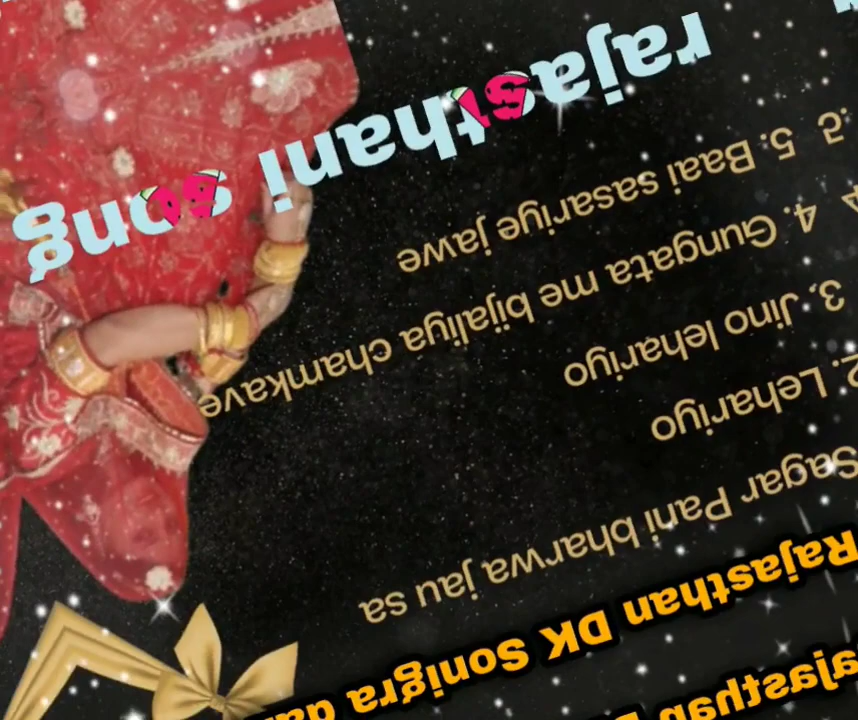 ajasthan
Rajasthan DK Sonigra
Sagar Pani bharwa jau sa
2. Lehariyo
3. Jino lehariyo
4. Gungata me bijaliya chamkave
5. Baai sasariye jawe
rajasthani song